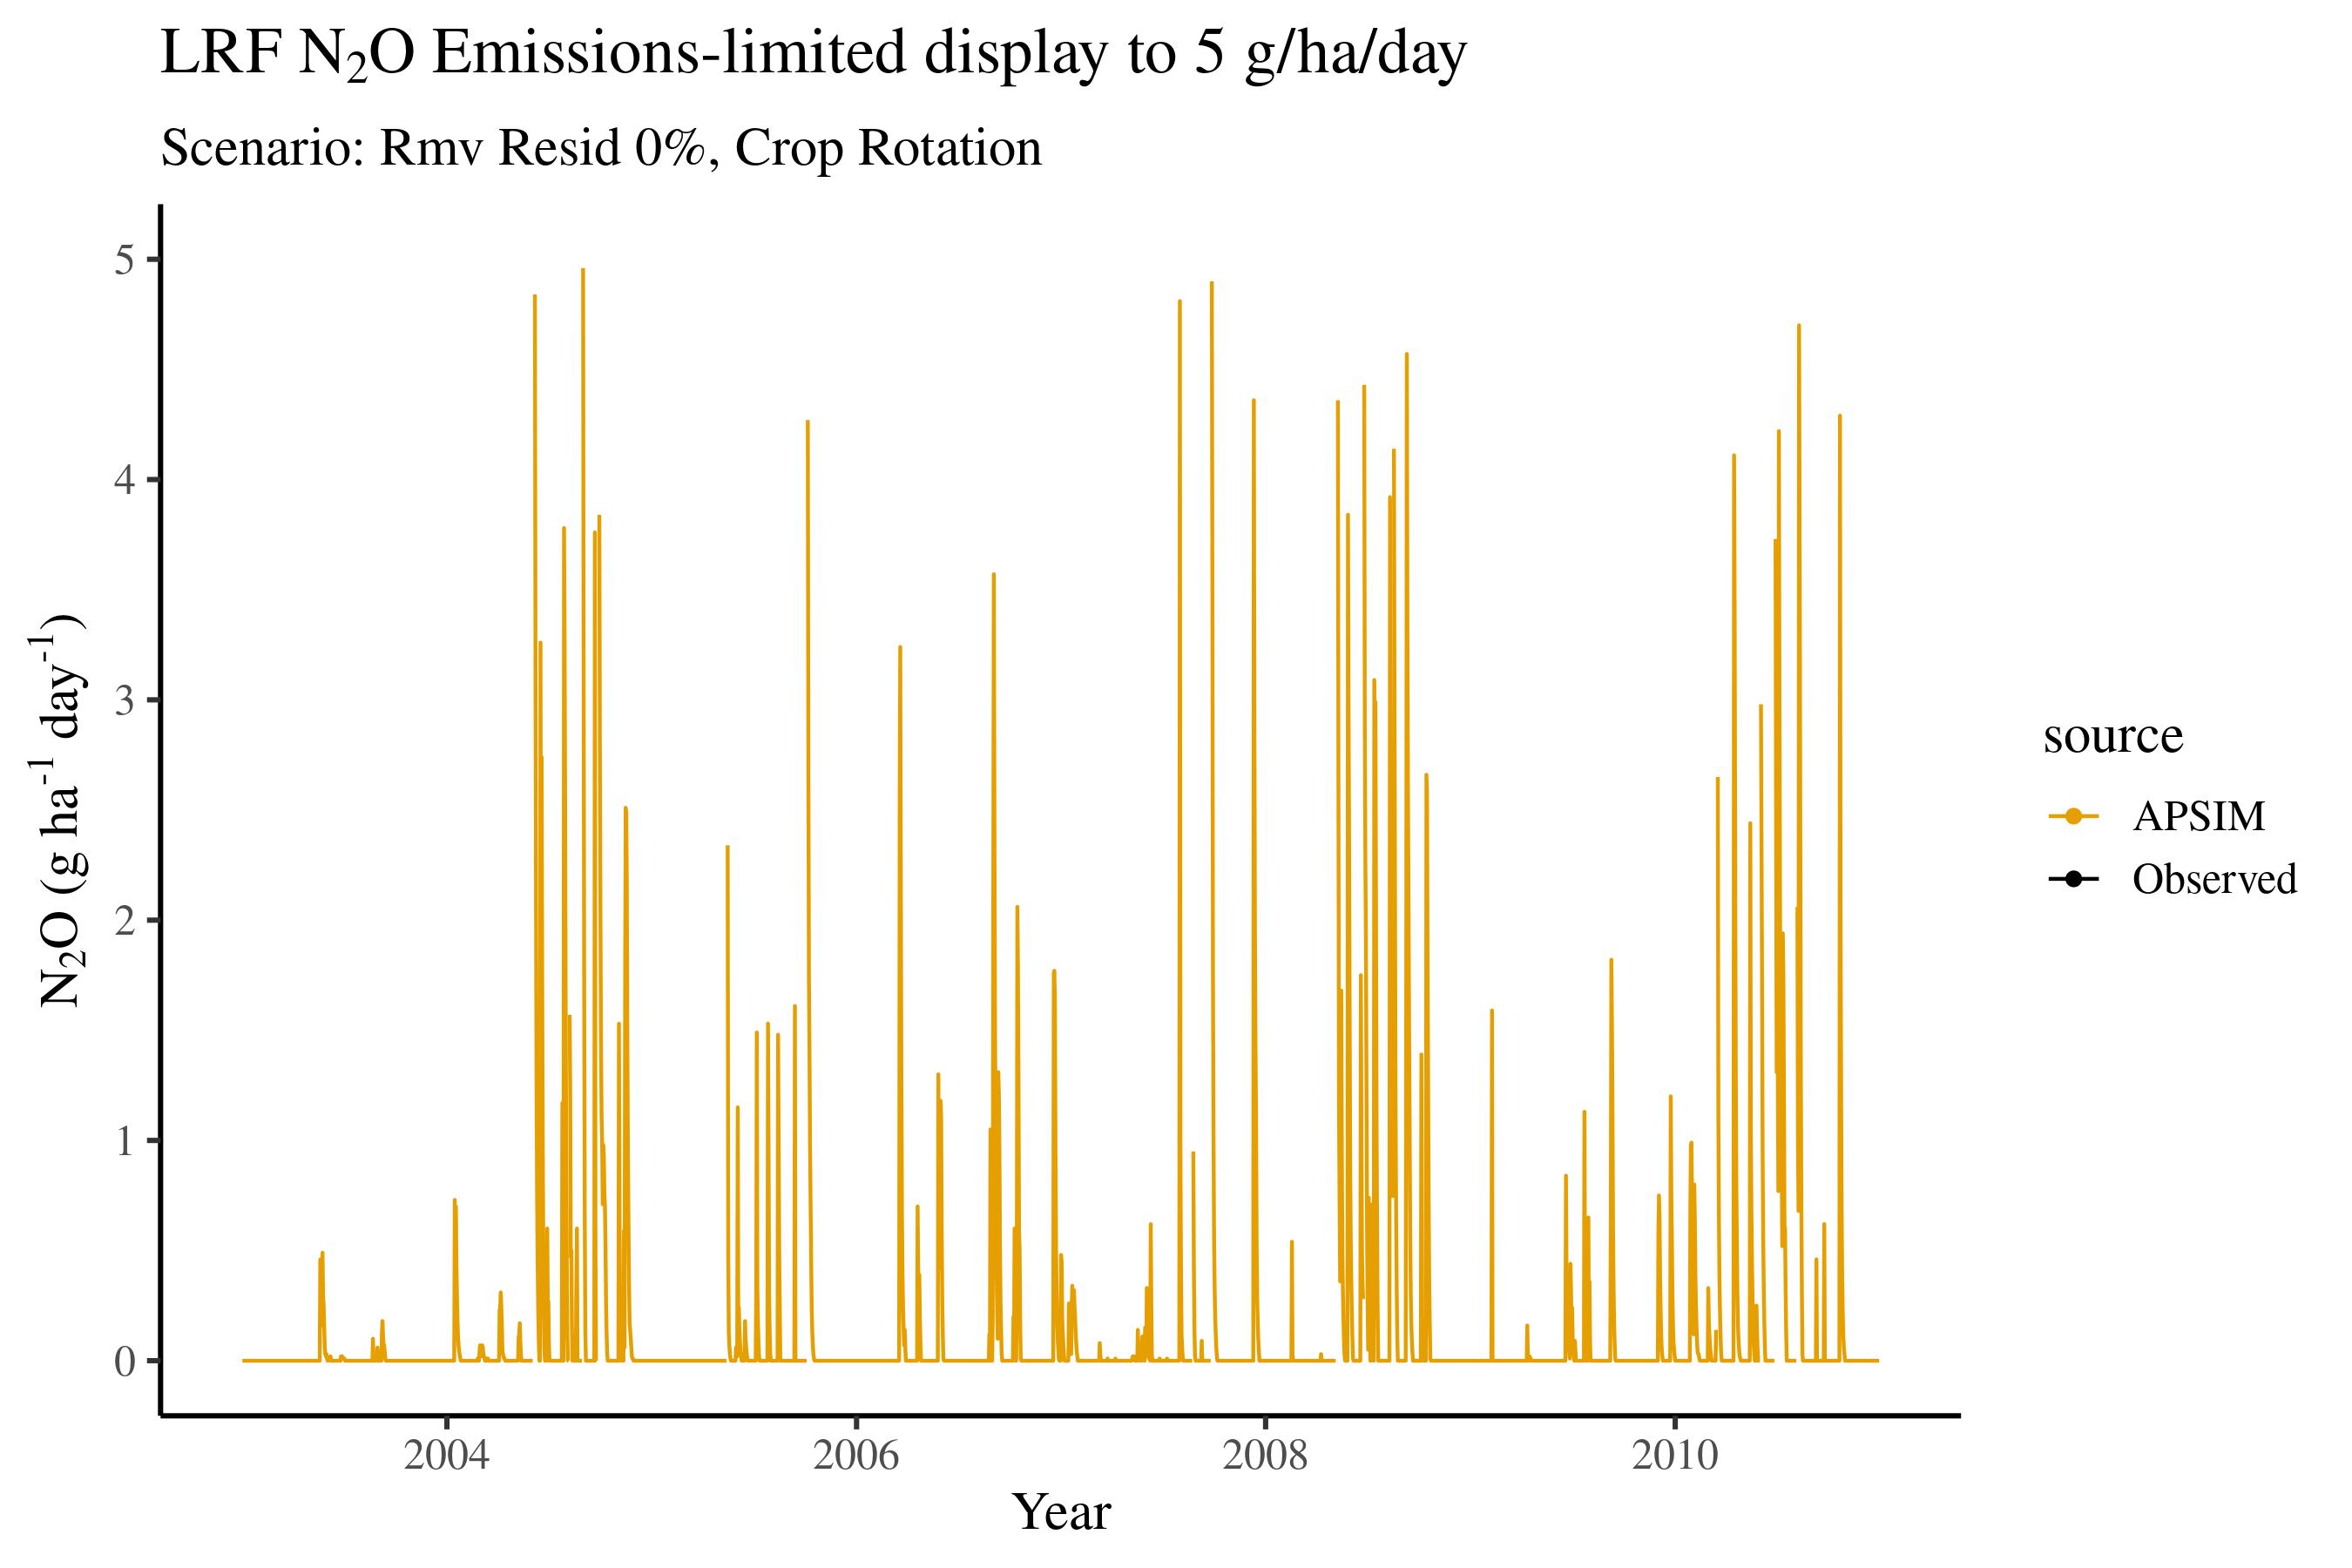 LRF N₂O Emissions-limited display to 5 g/ha/day
Scenario: Rmv Resid 0%, Crop Rotation
5
4
3
2
1
0
N₂O (g ha⁻¹ day⁻¹)
2004 2006 2008 2010
Year
source
APSIM
Observed